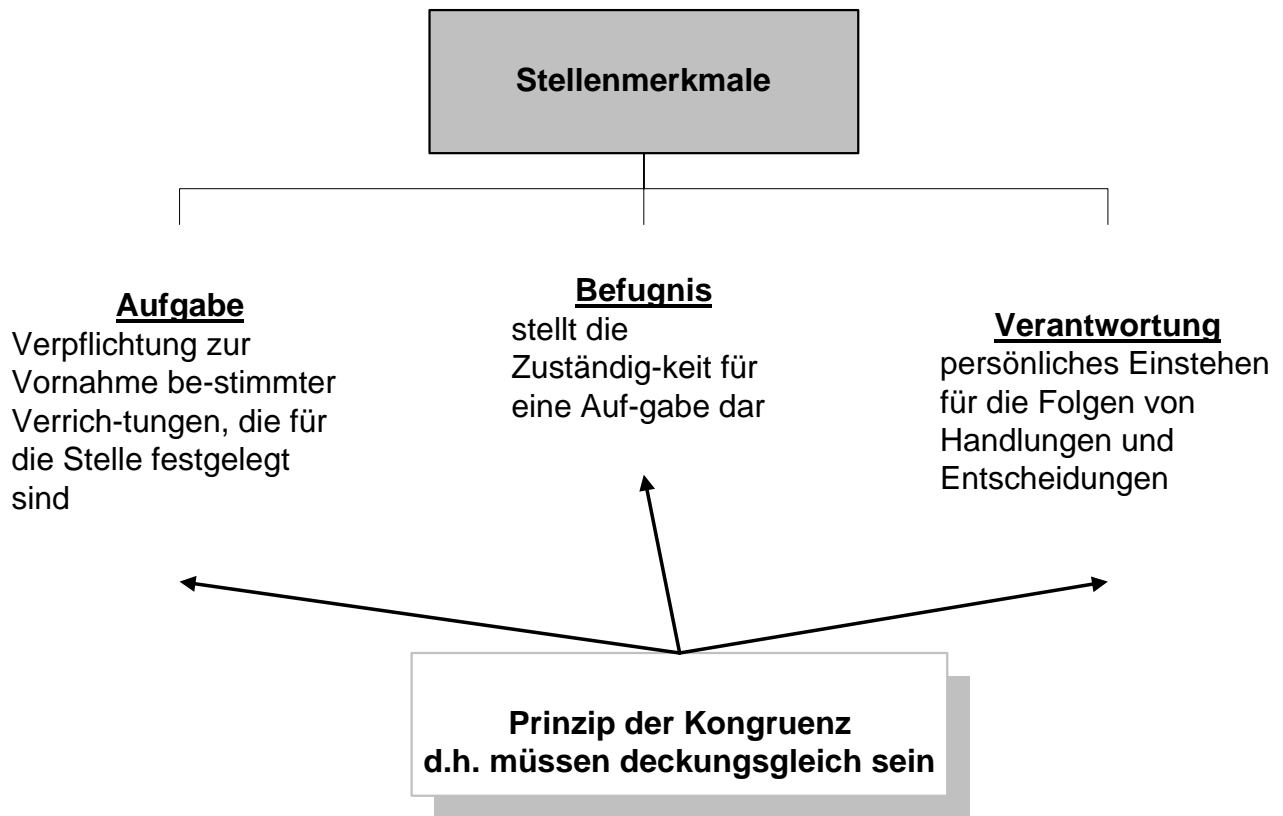 Stellenmerkmale
Aufgabe
Verpflichtung zur
Vornahme be-stimmter
Verrich-tungen, die für
die Stelle festgelegt
sind
Befugnis
stellt die
Zuständig-keit für
eine Auf-gabe dar
Verantwortung
persönliches Einstehen
für die Folgen von
Handlungen und
Entscheidungen
Prinzip der Kongruenz
d.h. müssen deckungsgleich sein